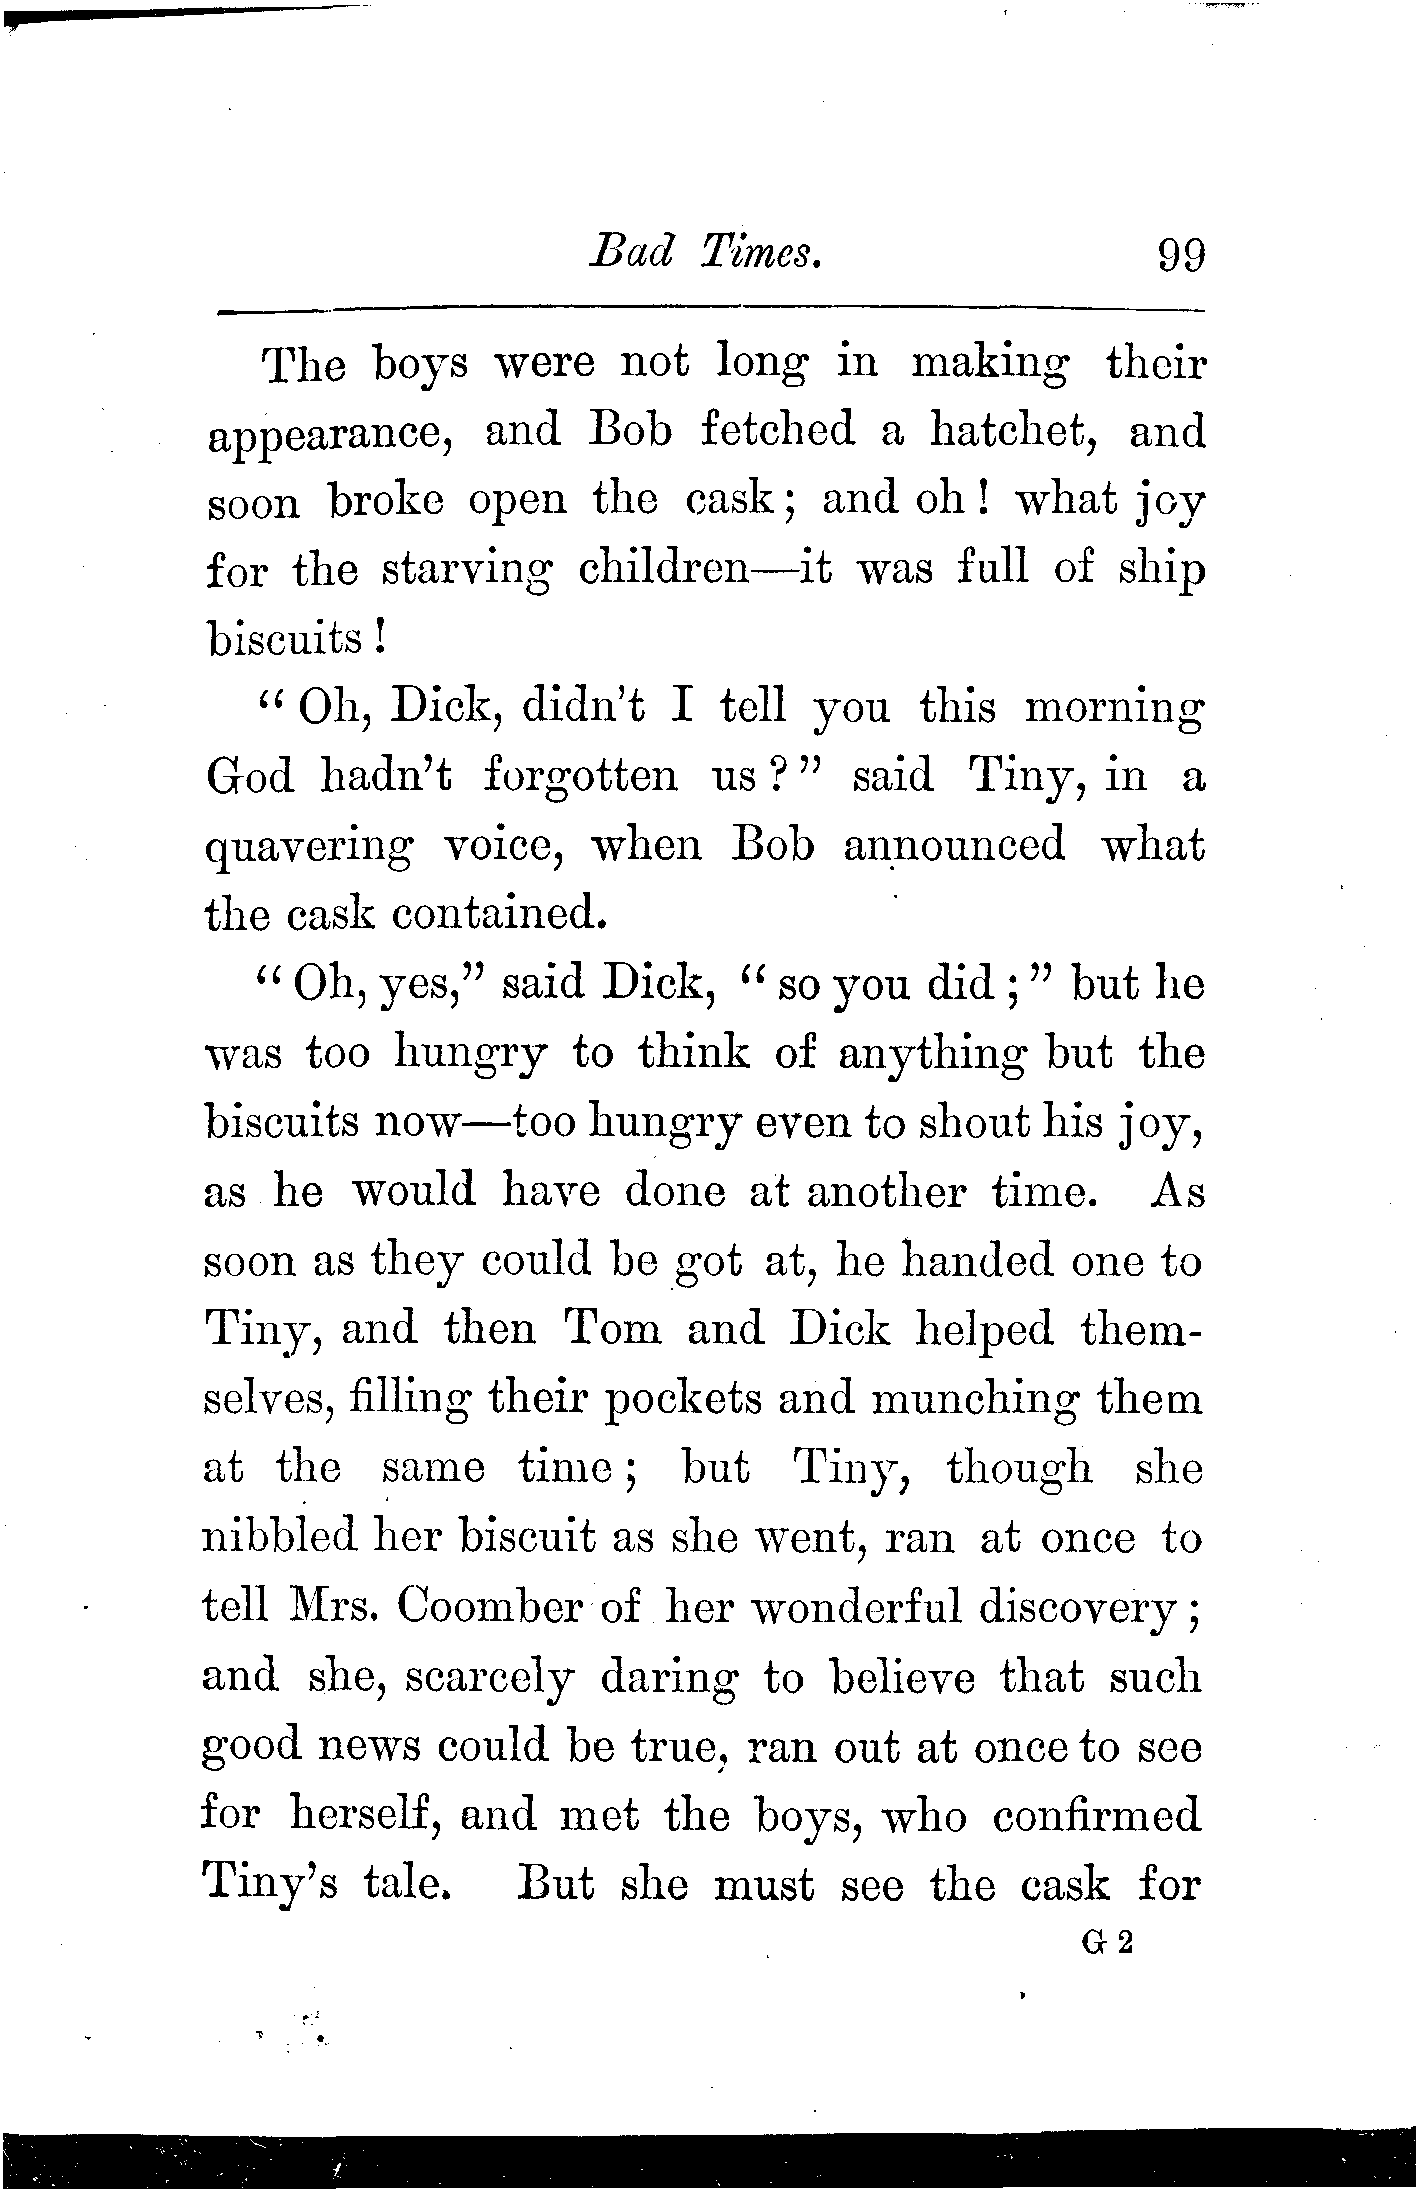 Bad Times. 99
The boys were not long in making their
appearance, and Bob fetched a hatchet, and
soon broke open the cask; and oh! what joy
for the starving children—it was full of ship
biscuits!
“Oh, Dick, didn't I tell you this morning
God hadn't forgotten us?” said Tiny, in a
quavering voice, when Bob announced what
the cask contained.
“Oh, yes,” said Dick, “so you did;” but he
was too hungry to think of anything but the
biscuits now—too hungry even to shout his joy,
as he would have done at another time. As
soon as they could be got at, he handed one to
Tiny, and then Tom and Dick helped them-
selves, filling their pockets and munching them
at the same time; but Tiny, though she
nibbled her biscuit as she went, ran at once to
tell Mrs. Coomber of her wonderful discovery;
and she, scarcely daring to believe that such
good news could be true, ran out at once to see
for herself, and met the boys, who confirmed
Tiny's tale. But she must see the cask for
G 2